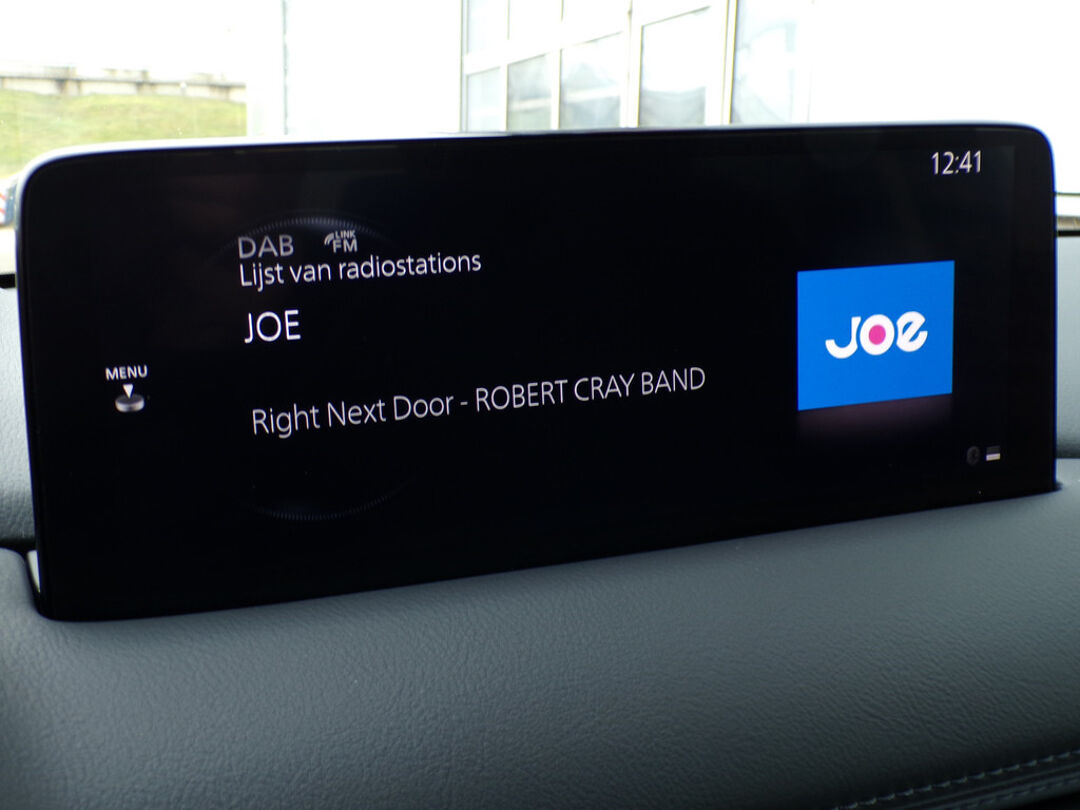 12:41
DAB LINK FM
Lijst van radiostations
JOE
JOe
MENU
Right Next Door - ROBERT CRAY BAND